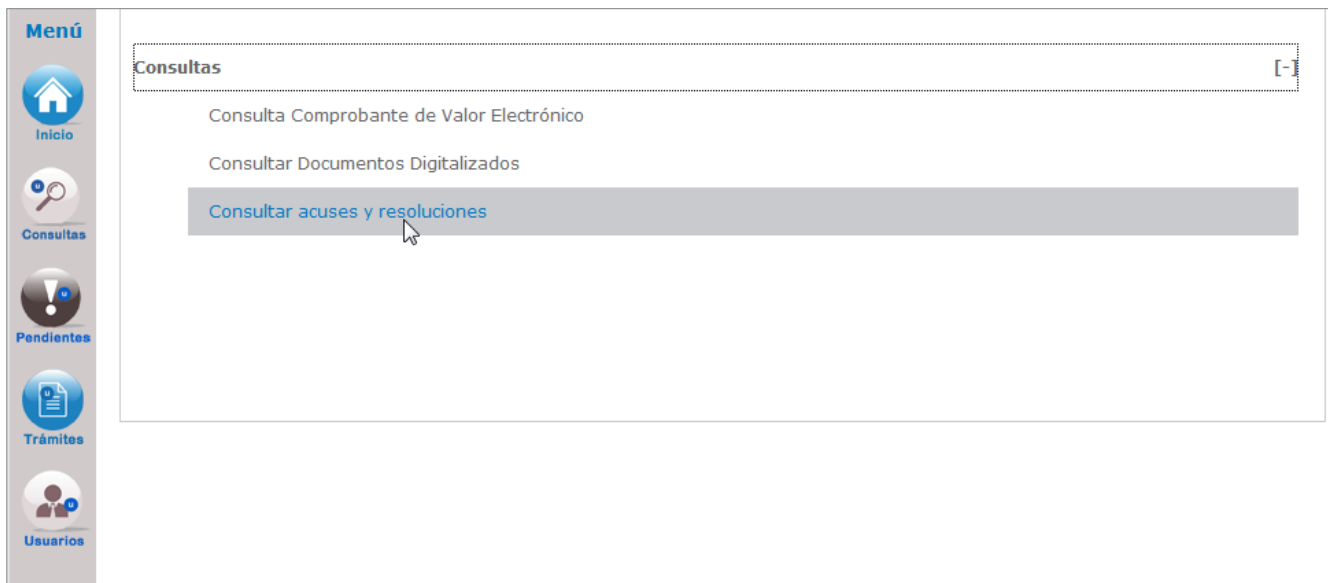 Menú
Inicio
Consultas
Pendientes
Trámites
Usuarios
Consultas [-]
Consulta Comprobante de Valor Electrónico
Consultar Documentos Digitalizados
Consultar acuses y resoluciones